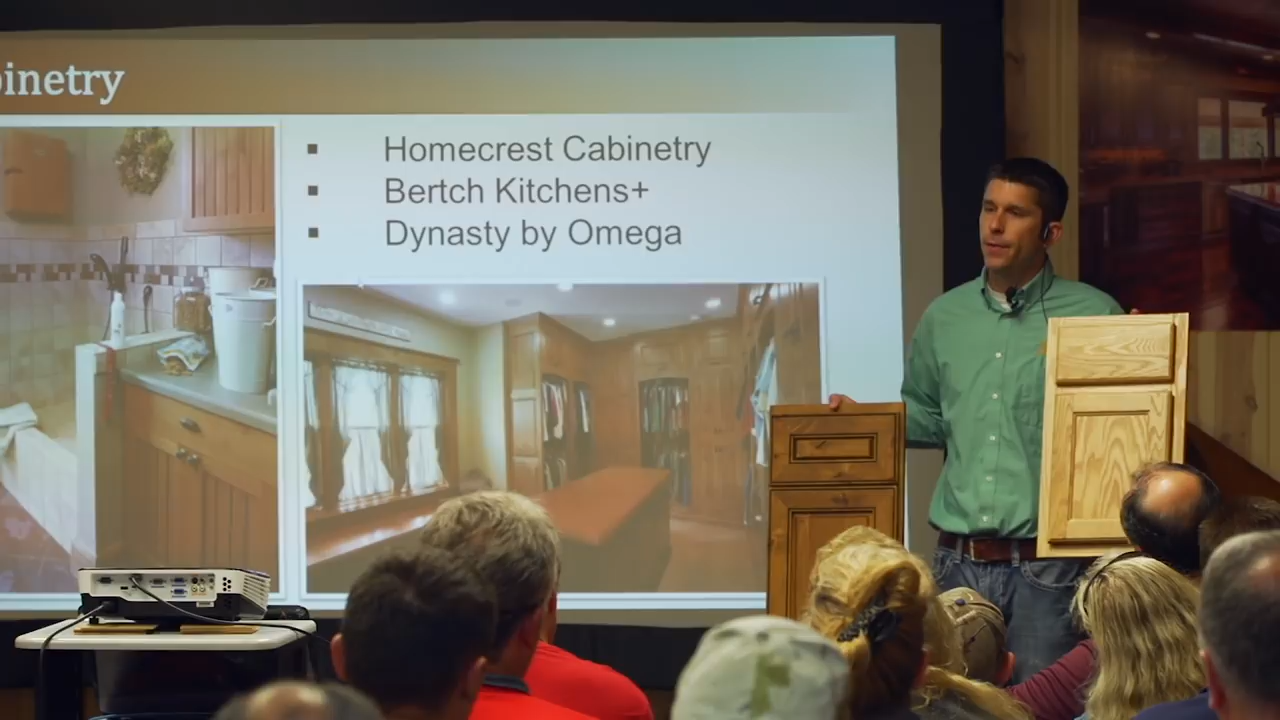 binetry
Homecrest Cabinetry
Bertch Kitchens+
Dynasty by Omega